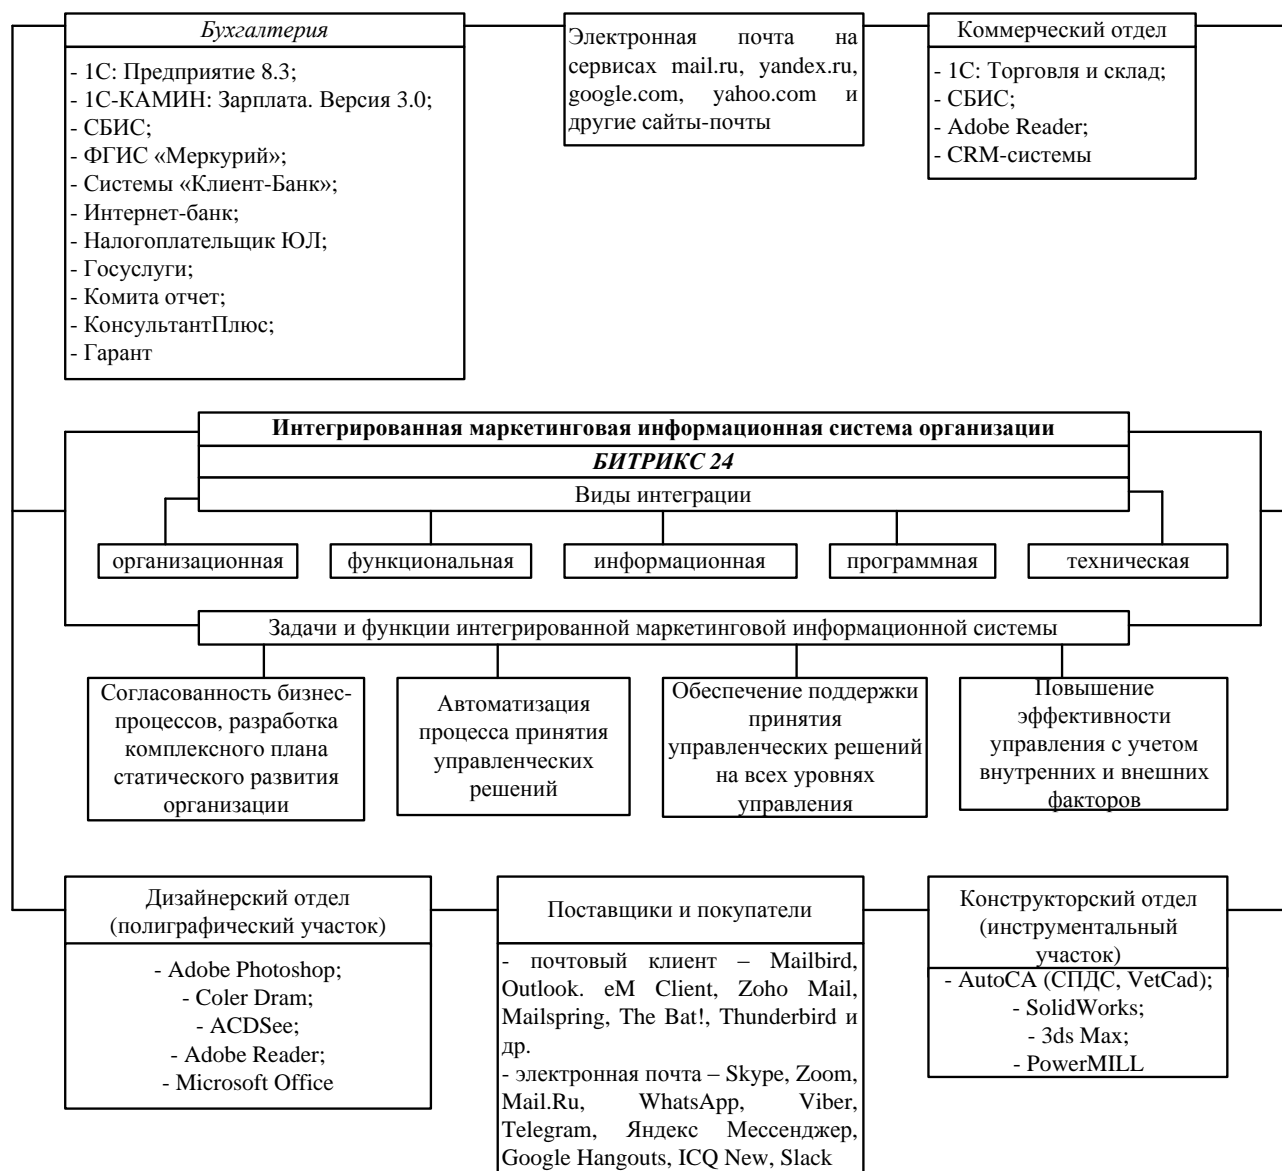 Бухгалтерия
- 1С: Предприятие 8.3;
- 1С-КАМИН: Зарплата. Версия 3.0;
- СБИС;
- ФГИС «Меркурий»;
- Системы «Клиент-Банк»;
- Интернет-банк;
- Налогоплательщик ЮЛ;
- Госуслуги;
- Комита отчет;
- КонсультантПлюс;
- Гарант
Электронная почта на
сервисах mail.ru, yandex.ru,
google.com, yahoo.com и
другие сайты-почты
Коммерческий отдел
- 1С: Торговля и склад;
- СБИС;
- Adobe Reader;
- CRM-системы
Интегрированная маркетинговая информационная система организации
БИТРИКС 24
Виды интеграции
организационная
функциональная
информационная
программная
техническая
Задачи и функции интегрированной маркетинговой информационной системы
Согласованность бизнес-
процессов, разработка
комплексного плана
статического развития
организации
Автоматизация
процесса принятия
управленческих
решений
Обеспечение поддержки
принятия
управленческих решений
на всех уровнях
управления
Повышение
эффективности
управления с учетом
внутренних и внешних
факторов
Дизайнерский отдел
(полиграфический участок)
- Adobe Photoshop;
- Coler Dram;
- ACDSee;
- Adobe Reader;
- Microsoft Office
Поставщики и покупатели
- почтовый клиент – Mailbird,
Outlook. eM Client, Zoho Mail,
Mailspring, The Bat!, Thunderbird и
др.
- электронная почта – Skype, Zoom,
Mail.Ru, WhatsApp, Viber,
Telegram, Яндекс Мессенджер,
Google Hangouts, ICQ New, Slack
Конструкторский отдел
(инструментальный
участок)
- AutoCA (СПДС, VetCad);
- SolidWorks;
- 3ds Max;
- PowerMILL